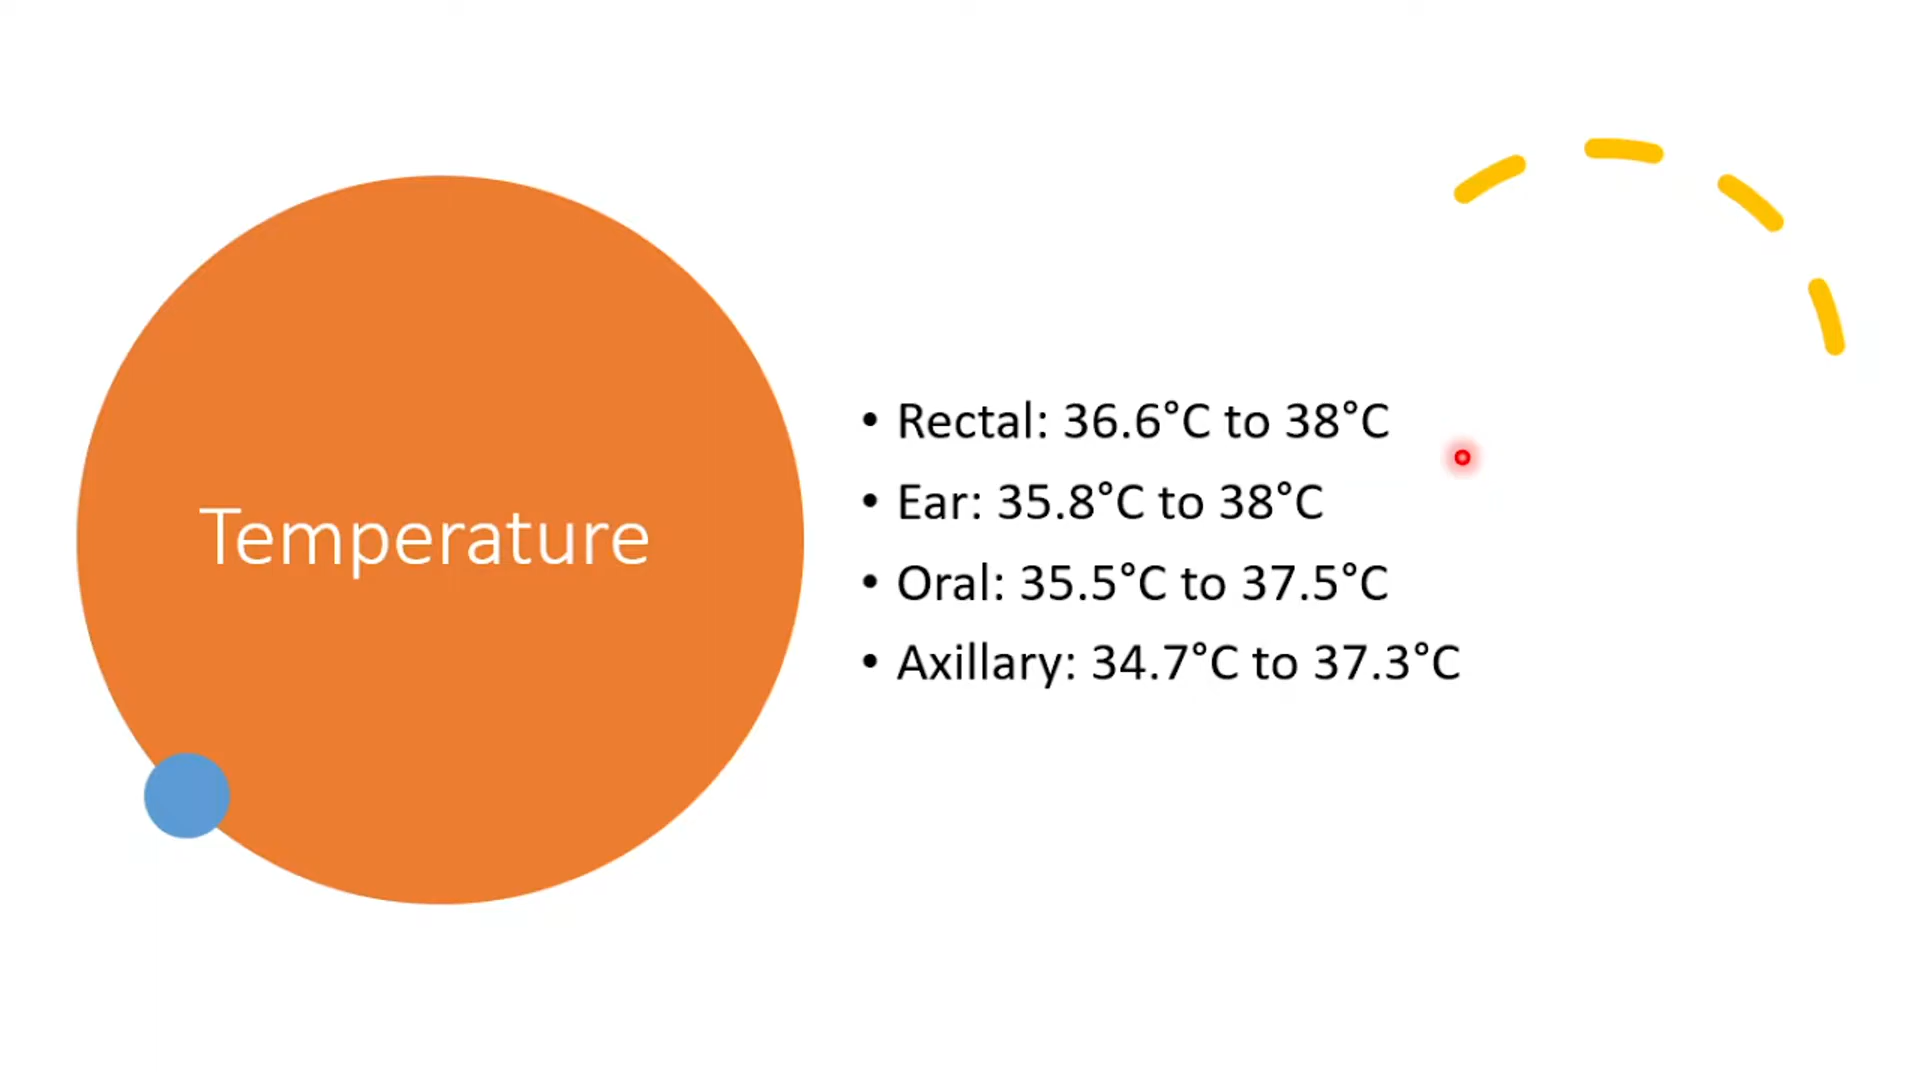 Temperature
• Rectal: 36.6°C to 38°C
• Ear: 35.8°C to 38°C
• Oral: 35.5°C to 37.5°C
• Axillary: 34.7°C to 37.3°C